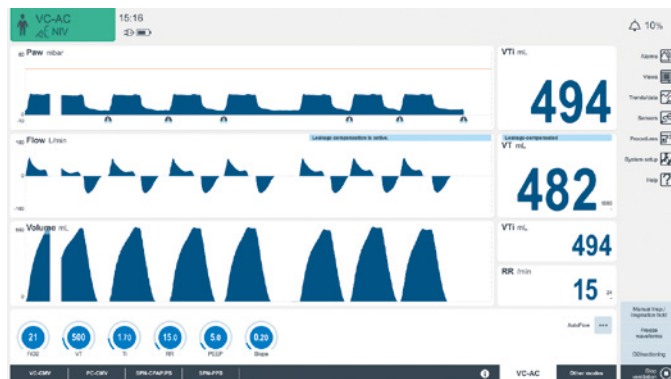 VC-AC
NIV
15:16
10%
Paw mbar
VTi mL
494
Alarms
Views
Trends/data
Sensors
Procedures
System setup
Help
Flow L/min
Leakage compensation is active.
Leakage compensated
VT mL
482
Volume mL
VTi mL
494
RR /min
15
AutoFlow
21
500
1.70
15.0
5.0
0.20
FiO2
VT
Ti
RR
PEEP
Slope
Manual insp./
inspiration hold
Freeze
waveforms
O2/suctioning
VC-CMV
PC-CMV
SPN-CPAP/PS
SPN-PPS
VC-AC
Other modes
ventilation